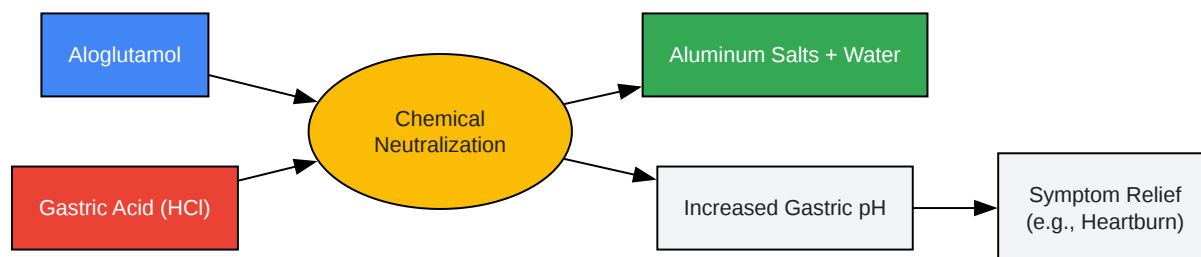 Aloglutamol
Gastric Acid (HCl)
Chemical
Neutralization
Aluminum Salts + Water
Increased Gastric pH
Symptom Relief
(e.g., Heartburn)